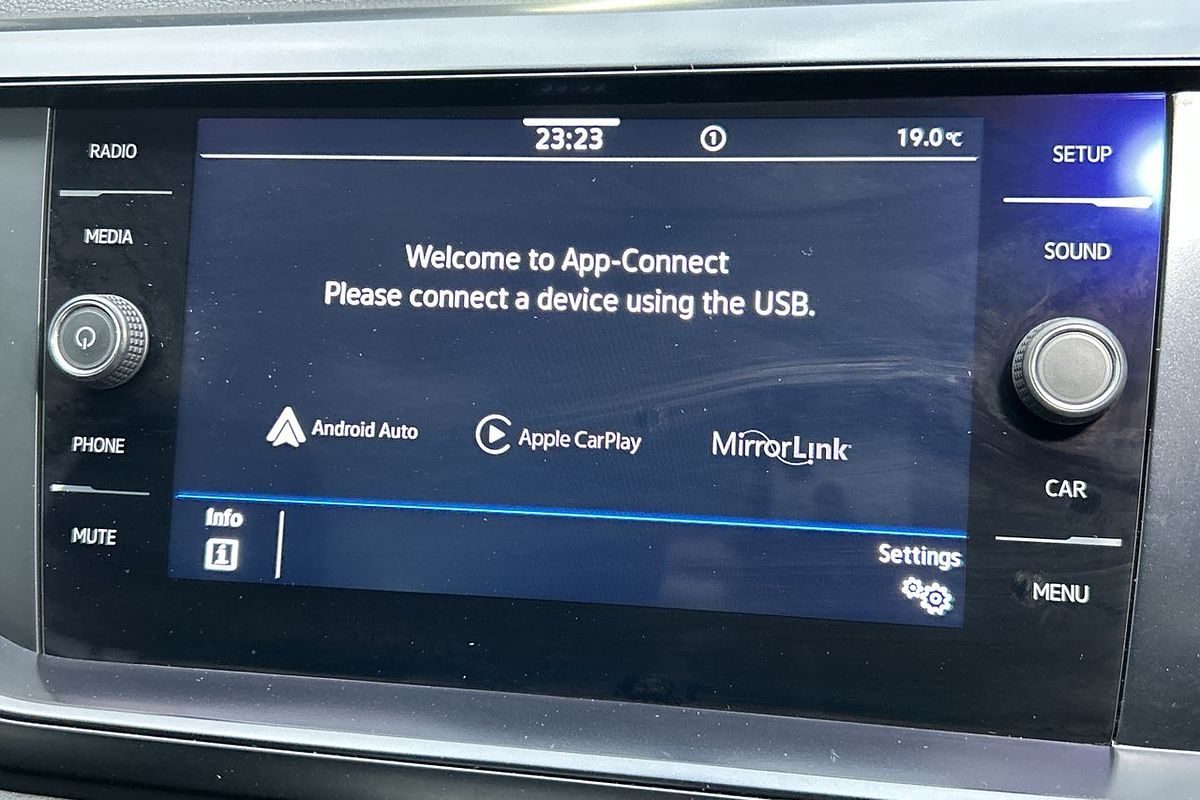 RADIO
MEDIA
PHONE
MUTE
23:23
1
19.0°C
Welcome to App-Connect
Please connect a device using the USB.
Android Auto
Apple CarPlay
MirrorLink
Info
i
Settings
SETUP
SOUND
CAR
MENU